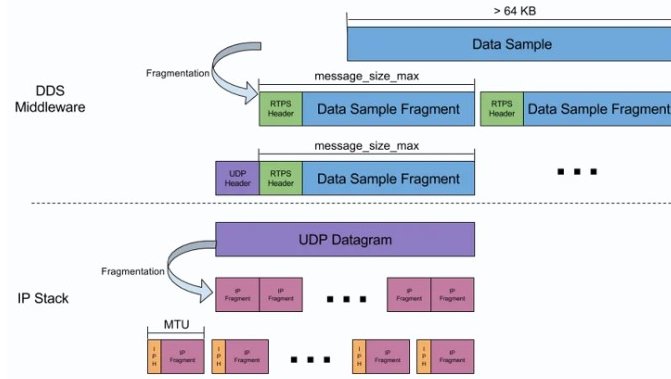 > 64 KB
Data Sample
Fragmentation
message_size_max
DDS
Middleware
RTPS
Header
Data Sample Fragment
RTPS
Header
Data Sample Fragment
message_size_max
UDP
Header
RTPS
Header
Data Sample Fragment
UDP Datagram
Fragmentation
IP Stack
IP
Fragment
IP
Fragment
IP
Fragment
IP
Fragment
MTU
I
P
H
IP
Fragment
I
P
H
IP
Fragment
I
P
H
IP
Fragment
I
P
H
IP
Fragment